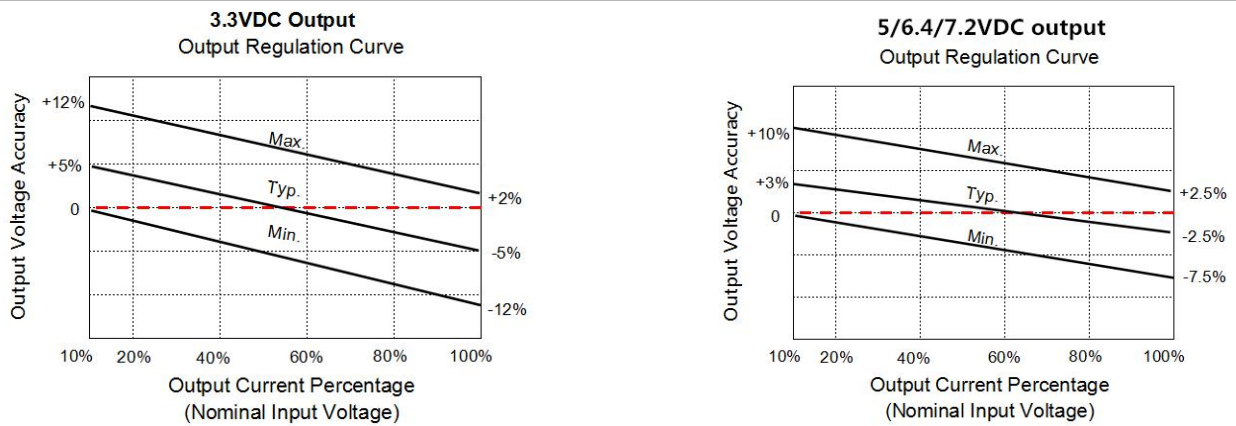 3.3VDC Output
Output Regulation Curve
Output Voltage Accuracy
+12%
+5%
0
Max.
Typ.
Min.
+2%
-5%
-12%
10% 20% 40% 60% 80% 100%
Output Current Percentage
(Nominal Input Voltage)
5/6.4/7.2VDC output
Output Regulation Curve
Output Voltage Accuracy
+10%
+3%
0
Max.
Typ.
Min.
+2.5%
-2.5%
-7.5%
10% 20% 40% 60% 80% 100%
Output Current Percentage
(Nominal Input Voltage)